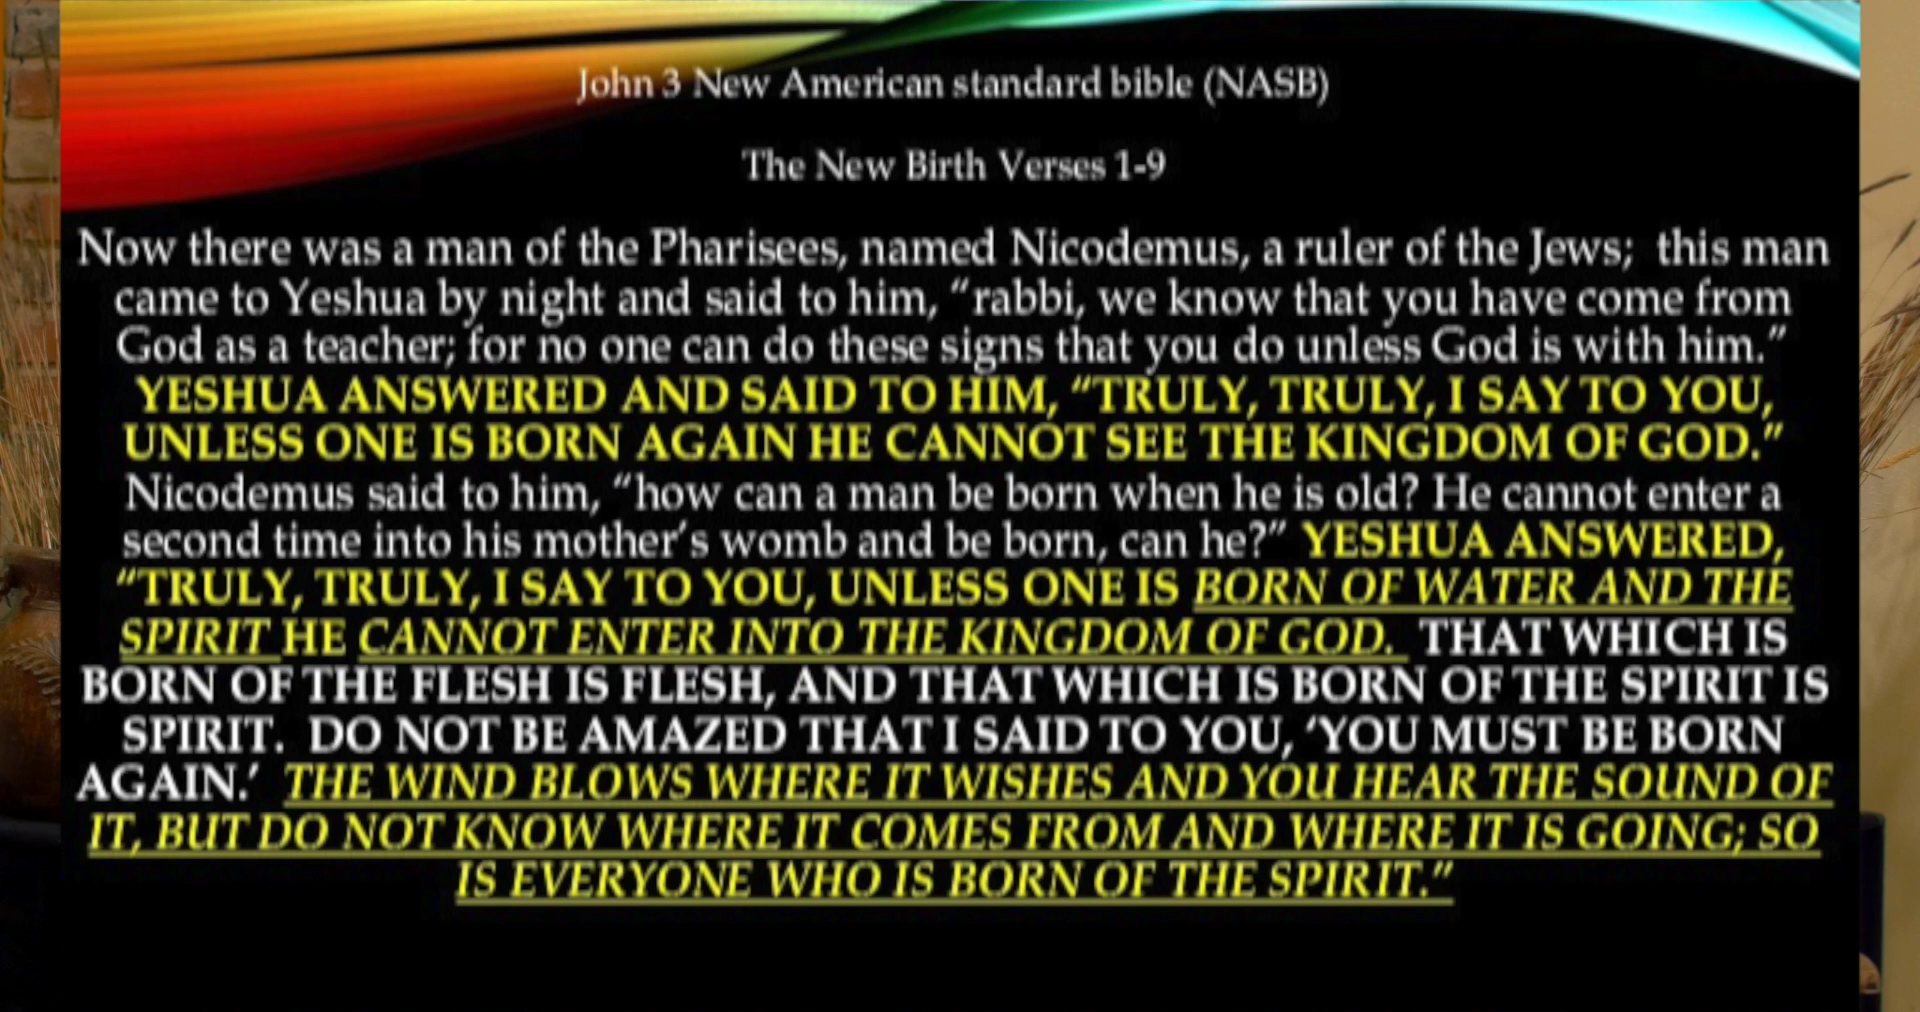 John 3 New American standard bible (NASB)
The New Birth Verses 1-9
Now there was a man of the Pharisees, named Nicodemus, a ruler of the Jews;  this man
came to Yeshua by night and said to him, “rabbi, we know that you have come from
God as a teacher; for no one can do these signs that you do unless God is with him.”
YESHUA ANSWERED AND SAID TO HIM, “TRULY, TRULY, I SAY TO YOU,
UNLESS ONE IS BORN AGAIN HE CANNOT SEE THE KINGDOM OF GOD.”
Nicodemus said to him, “how can a man be born when he is old? He cannot enter a
second time into his mother’s womb and be born, can he?” YESHUA ANSWERED,
“TRULY, TRULY, I SAY TO YOU, UNLESS ONE IS BORN OF WATER AND THE
SPIRIT HE CANNOT ENTER INTO THE KINGDOM OF GOD.  THAT WHICH IS
BORN OF THE FLESH IS FLESH, AND THAT WHICH IS BORN OF THE SPIRIT IS
SPIRIT.  DO NOT BE AMAZED THAT I SAID TO YOU, ‘YOU MUST BE BORN
AGAIN.’  THE WIND BLOWS WHERE IT WISHES AND YOU HEAR THE SOUND OF
IT, BUT DO NOT KNOW WHERE IT COMES FROM AND WHERE IT IS GOING; SO
IS EVERYONE WHO IS BORN OF THE SPIRIT.”